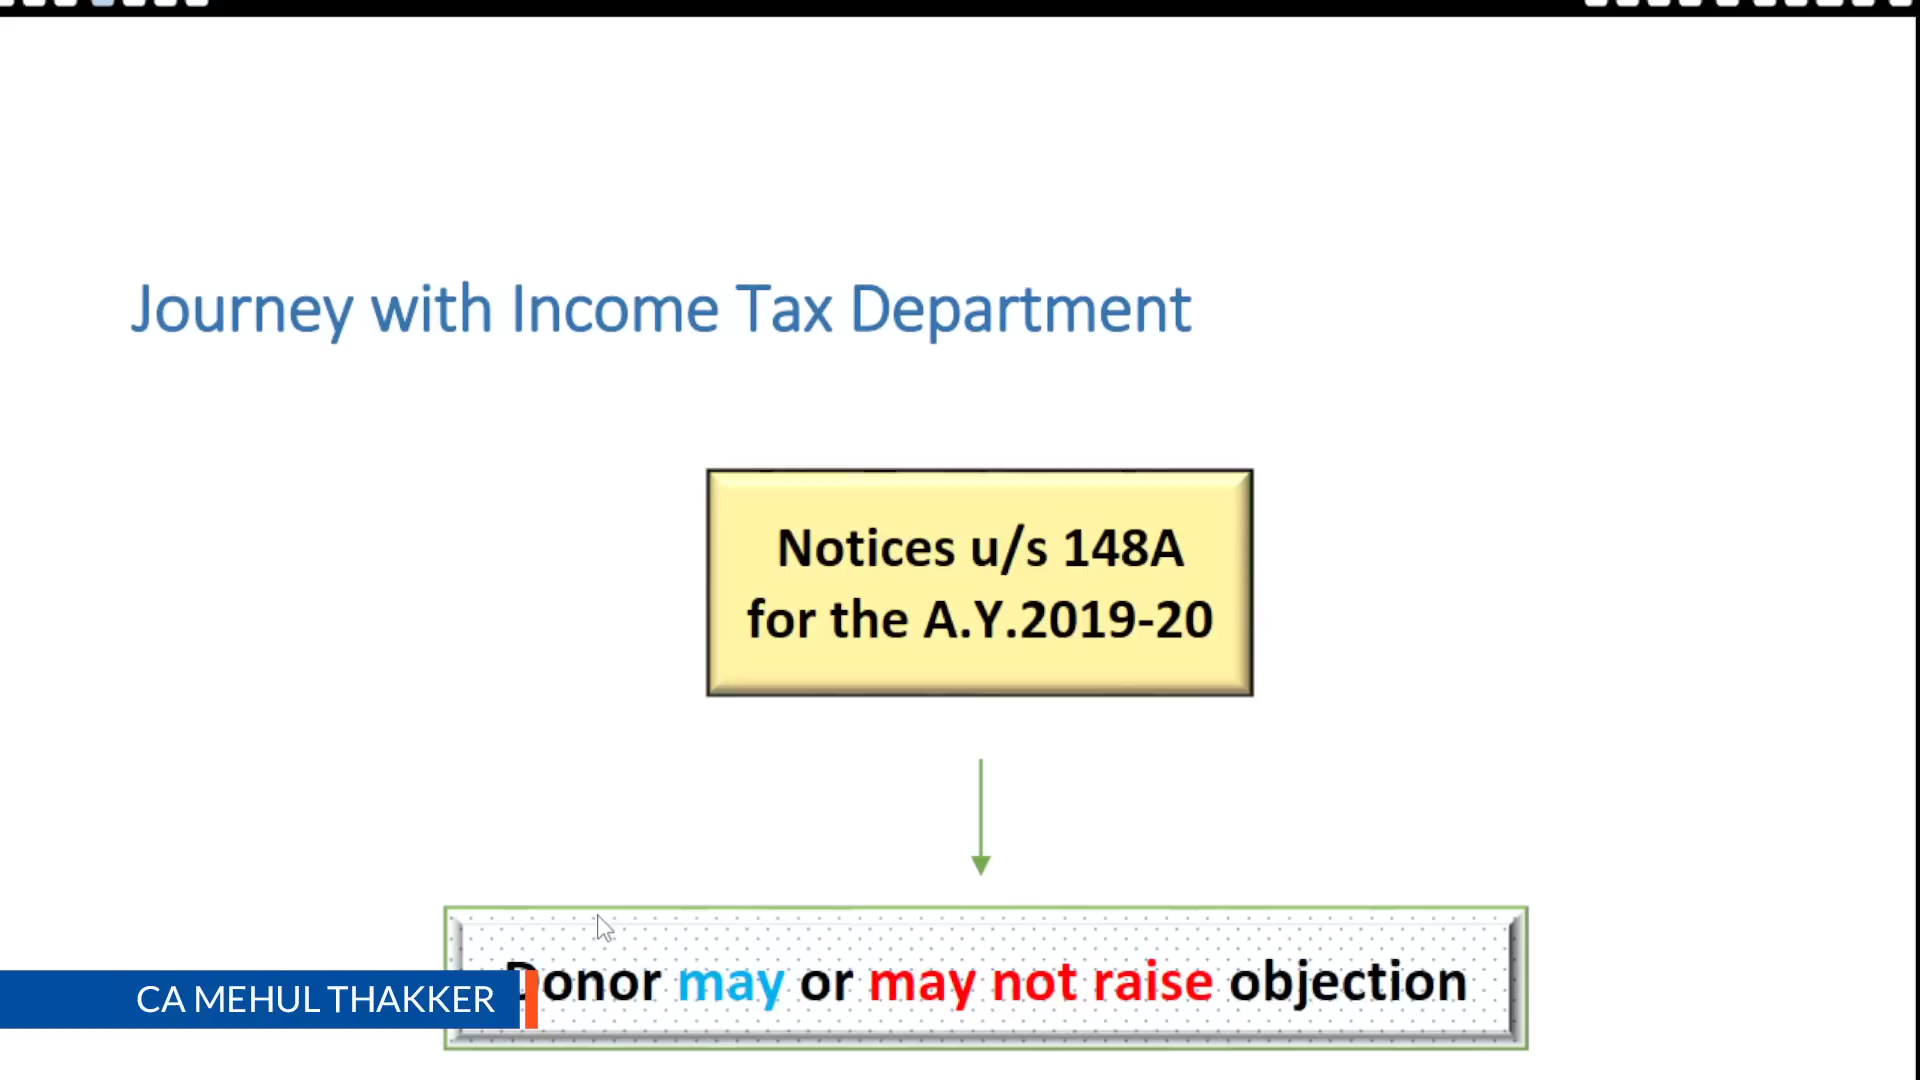 Journey with Income Tax Department
Notices u/s 148A
for the A.Y.2019-20
Donor may or may not raise objection
CA MEHUL THAKKER